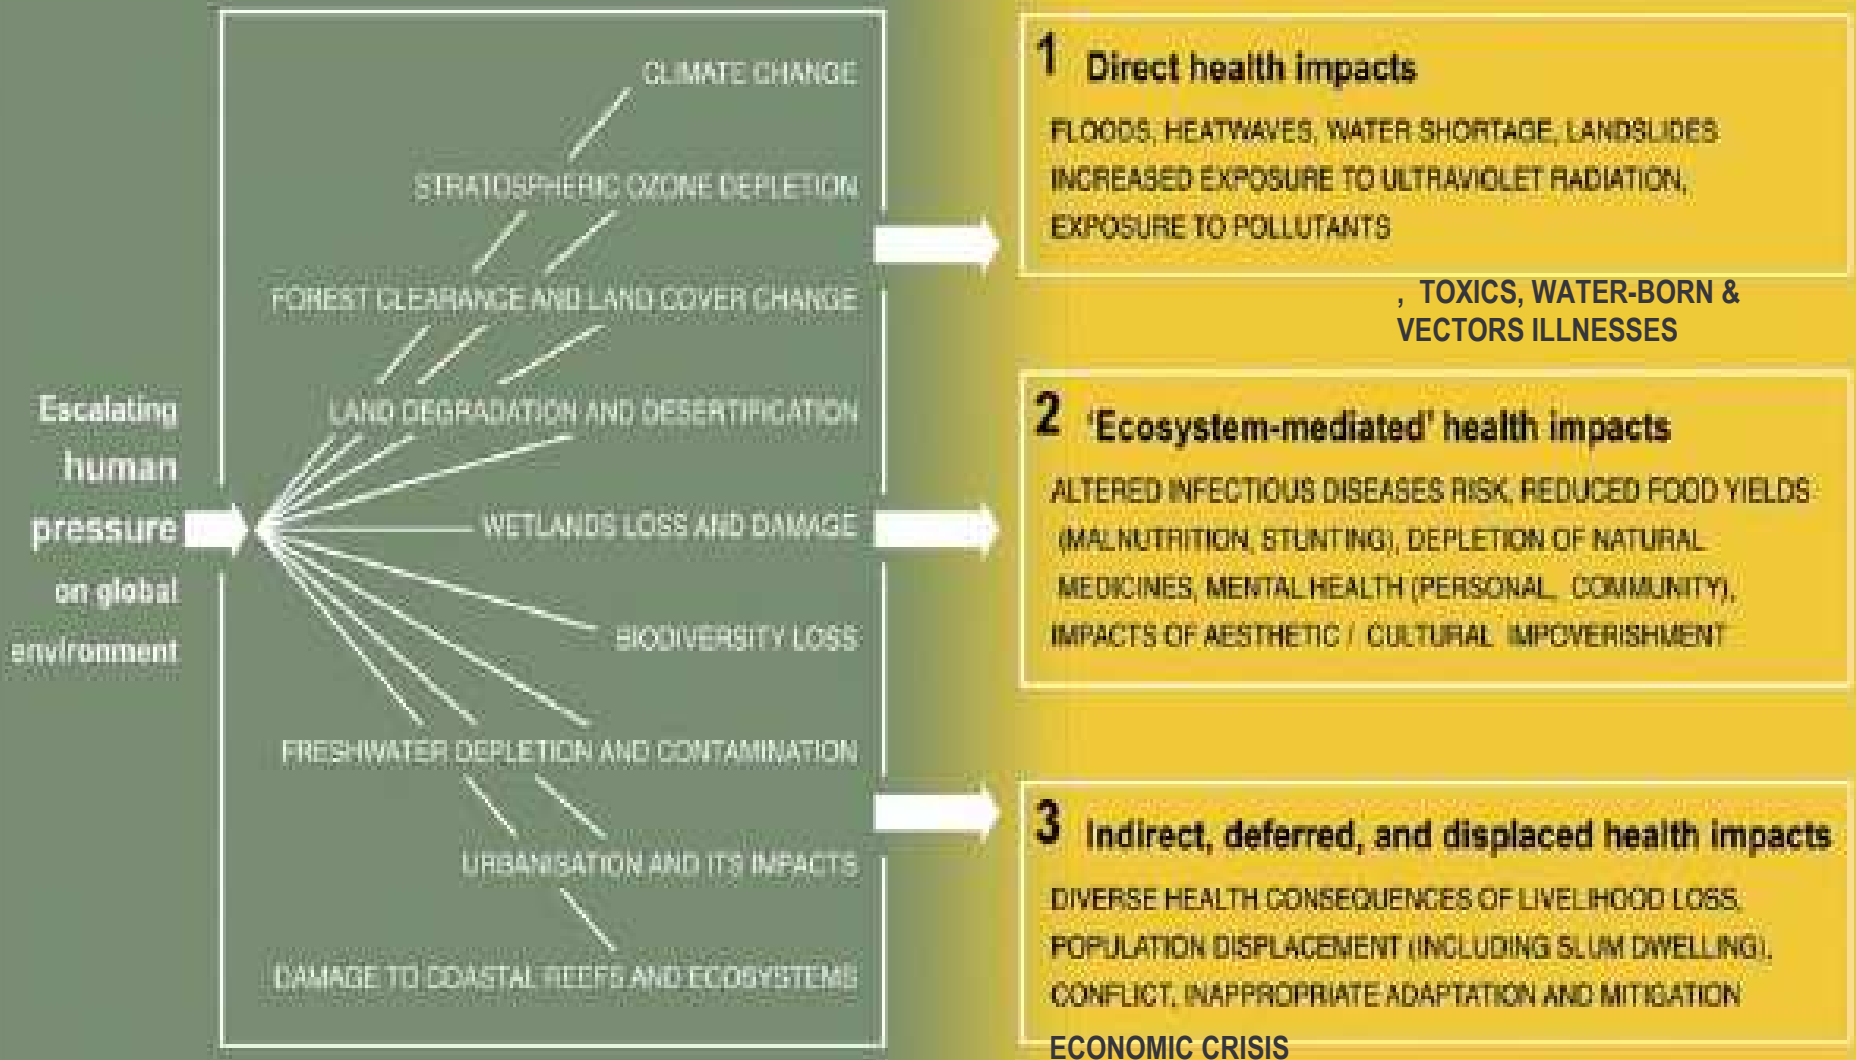 Escalating
human
pressure
on global
environment
CLIMATE CHANGE
STRATOSPHERIC OZONE DEPLETION
FOREST CLEARANCE AND LAND COVER CHANGE
LAND DEGRADATION AND DESERTIFICATION
WETLANDS LOSS AND DAMAGE
BIODIVERSITY LOSS
FRESHWATER DEPLETION AND CONTAMINATION
URBANISATION AND ITS IMPACTS
DAMAGE TO COASTAL REEFS AND ECOSYSTEMS
1 Direct health impacts
FLOODS, HEATWAVES, WATER SHORTAGE, LANDSLIDES
INCREASED EXPOSURE TO ULTRAVIOLET RADIATION,
EXPOSURE TO POLLUTANTS
, TOXICS, WATER-BORN &
VECTORS ILLNESSES
2 'Ecosystem-mediated' health impacts
ALTERED INFECTIOUS DISEASES RISK, REDUCED FOOD YIELDS
(MALNUTRITION, STUNTING), DEPLETION OF NATURAL
MEDICINES, MENTAL HEALTH (PERSONAL, COMMUNITY),
IMPACTS OF AESTHETIC / CULTURAL IMPOVERISHMENT
3 Indirect, deferred, and displaced health impacts
DIVERSE HEALTH CONSEQUENCES OF LIVELIHOOD LOSS,
POPULATION DISPLACEMENT (INCLUDING SLUM DWELLING),
CONFLICT, INAPPROPRIATE ADAPTATION AND MITIGATION
ECONOMIC CRISIS